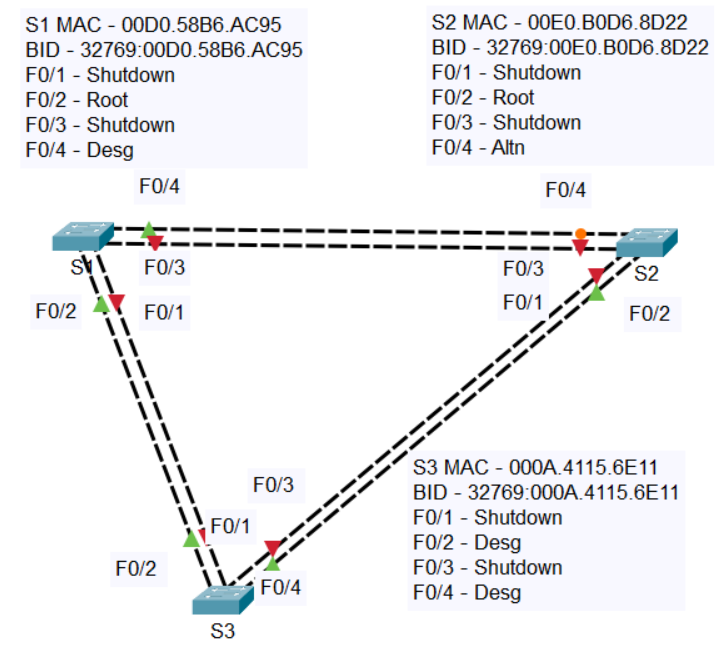 S1 MAC - 00D0.58B6.AC95
BID - 32769:00D0.58B6.AC95
F0/1 - Shutdown
F0/2 - Root
F0/3 - Shutdown
F0/4 - Desg
S2 MAC - 00E0.B0D6.8D22
BID - 32769:00E0.B0D6.8D22
F0/1 - Shutdown
F0/2 - Root
F0/3 - Shutdown
F0/4 - Altn
F0/4
F0/4
S1
F0/3
F0/3
S2
F0/2
F0/1
F0/1
F0/2
S3 MAC - 000A.4115.6E11
BID - 32769:000A.4115.6E11
F0/1 - Shutdown
F0/2 - Desg
F0/3 - Shutdown
F0/4 - Desg
F0/3
F0/1
F0/2
F0/4
S3